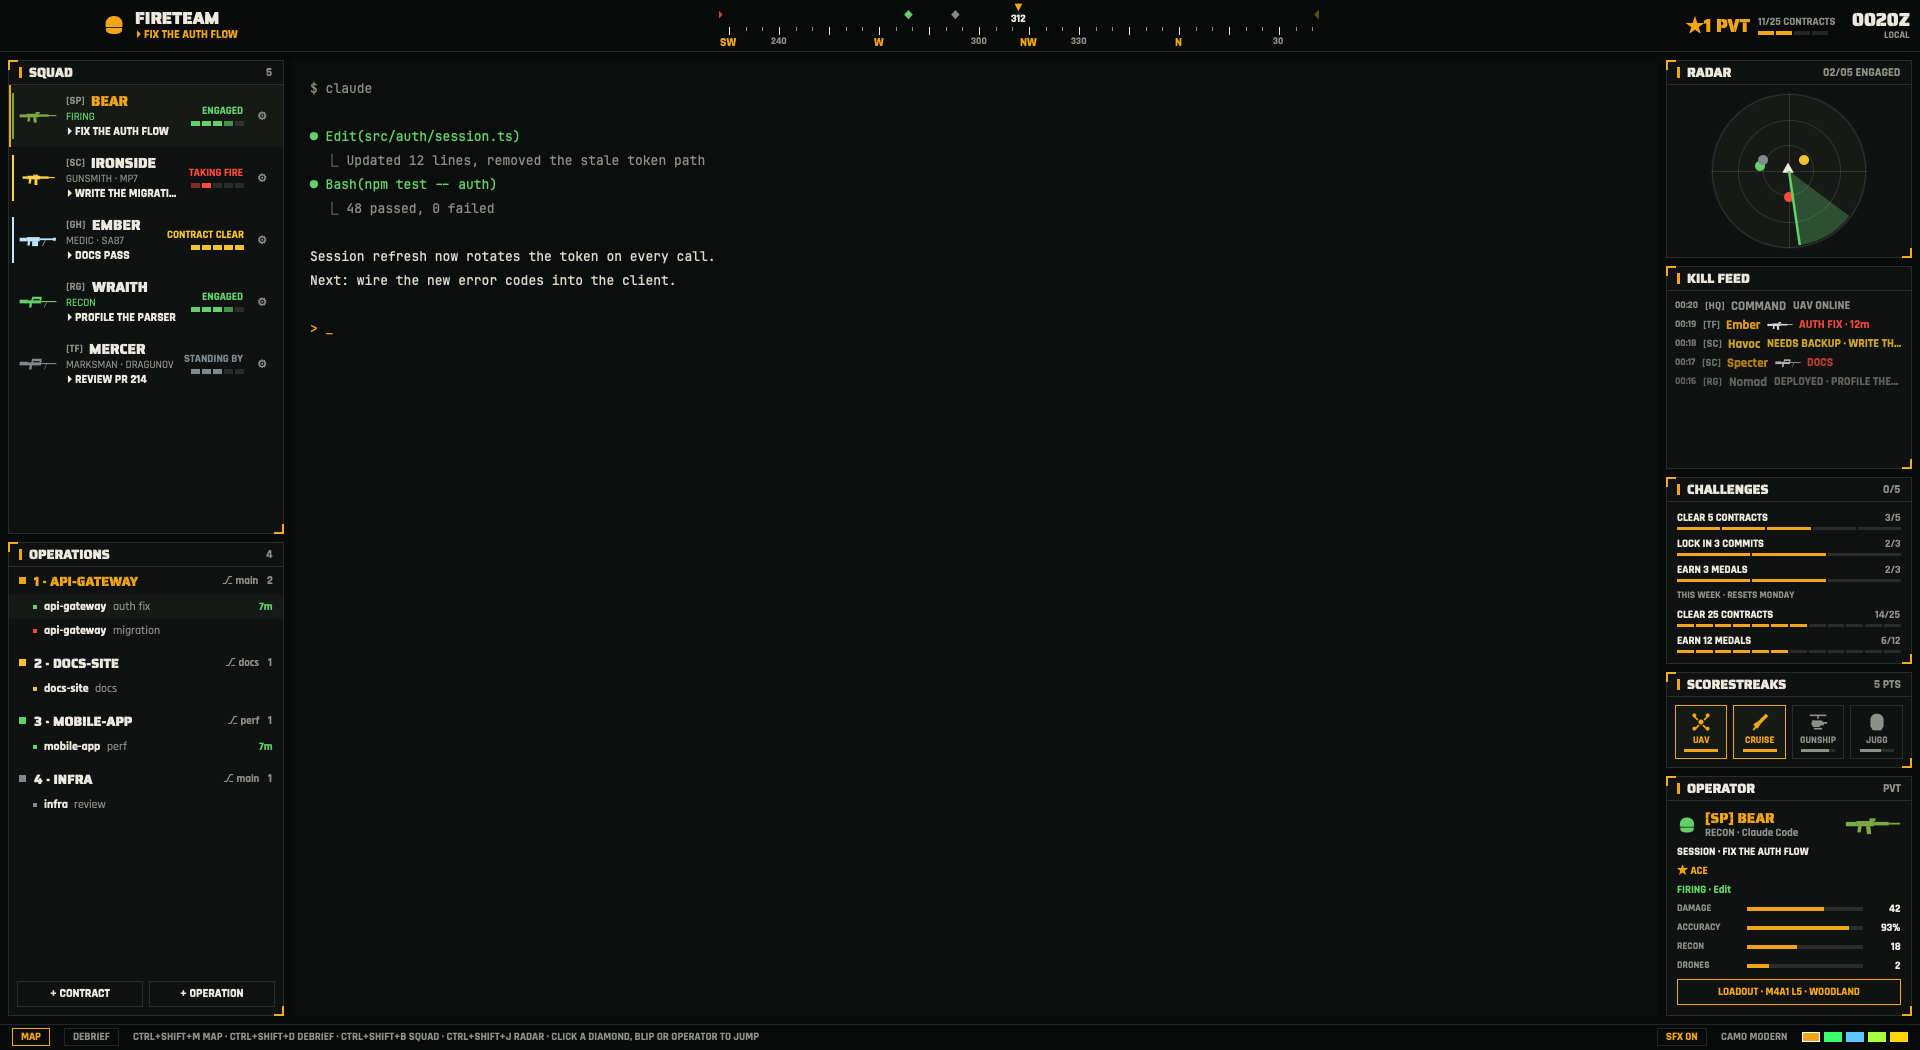 FIRETEAM
FIX THE AUTH FLOW
312
SW 240 W 300 NW 330 N 30
1 PVT
11/25 CONTRACTS
0020Z
LOCAL
SQUAD 5
[SP] BEAR
FIRING
FIX THE AUTH FLOW
ENGAGED
[SC] IRONSIDE
GUNSMITH · MP7
WRITE THE MIGRATI...
TAKING FIRE
[GH] EMBER
MEDIC · SA87
DOCS PASS
CONTRACT CLEAR
[RG] WRAITH
RECON
PROFILE THE PARSER
ENGAGED
[TF] MERCER
MARKSMAN · DRAGUNOV
REVIEW PR 214
STANDING BY
OPERATIONS 4
1 · API-GATEWAY main 2
api-gateway auth fix 7m
api-gateway migration
2 · DOCS-SITE docs 1
docs-site docs
3 · MOBILE-APP perf 1
mobile-app perf 7m
4 · INFRA main 1
infra review
+ CONTRACT
+ OPERATION
$ claude
● Edit(src/auth/session.ts)
⎿ Updated 12 lines, removed the stale token path
● Bash(npm test -- auth)
⎿ 48 passed, 0 failed
Session refresh now rotates the token on every call.
Next: wire the new error codes into the client.
> _
RADAR 02/05 ENGAGED
KILL FEED
00:20 [HQ] COMMAND UAV ONLINE
00:19 [TF] Ember AUTH FIX · 12m
00:18 [SC] Havoc NEEDS BACKUP · WRITE TH...
00:17 [SC] Specter DOCS
00:16 [RG] Nomad DEPLOYED · PROFILE THE...
CHALLENGES 0/5
CLEAR 5 CONTRACTS 3/5
LOCK IN 3 COMMITS 2/3
EARN 3 MEDALS 2/3
THIS WEEK · RESETS MONDAY
CLEAR 25 CONTRACTS 14/25
EARN 12 MEDALS 6/12
SCORESTREAKS 5 PTS
UAV CRUISE GUNSHIP JUGG
OPERATOR PVT
[SP] BEAR
RECON · Claude Code
SESSION · FIX THE AUTH FLOW
★ ACE
FIRING · Edit
DAMAGE 42
ACCURACY 93%
RECON 18
DRONES 2
LOADOUT · M4A1 L5 · WOODLAND
MAP
DEBRIEF
CTRL+SHIFT+M MAP · CTRL+SHIFT+D DEBRIEF · CTRL+SHIFT+B SQUAD · CTRL+SHIFT+J RADAR · CLICK A DIAMOND, BLIP OR OPERATOR TO JUMP
SFX ON
CAMO MODERN